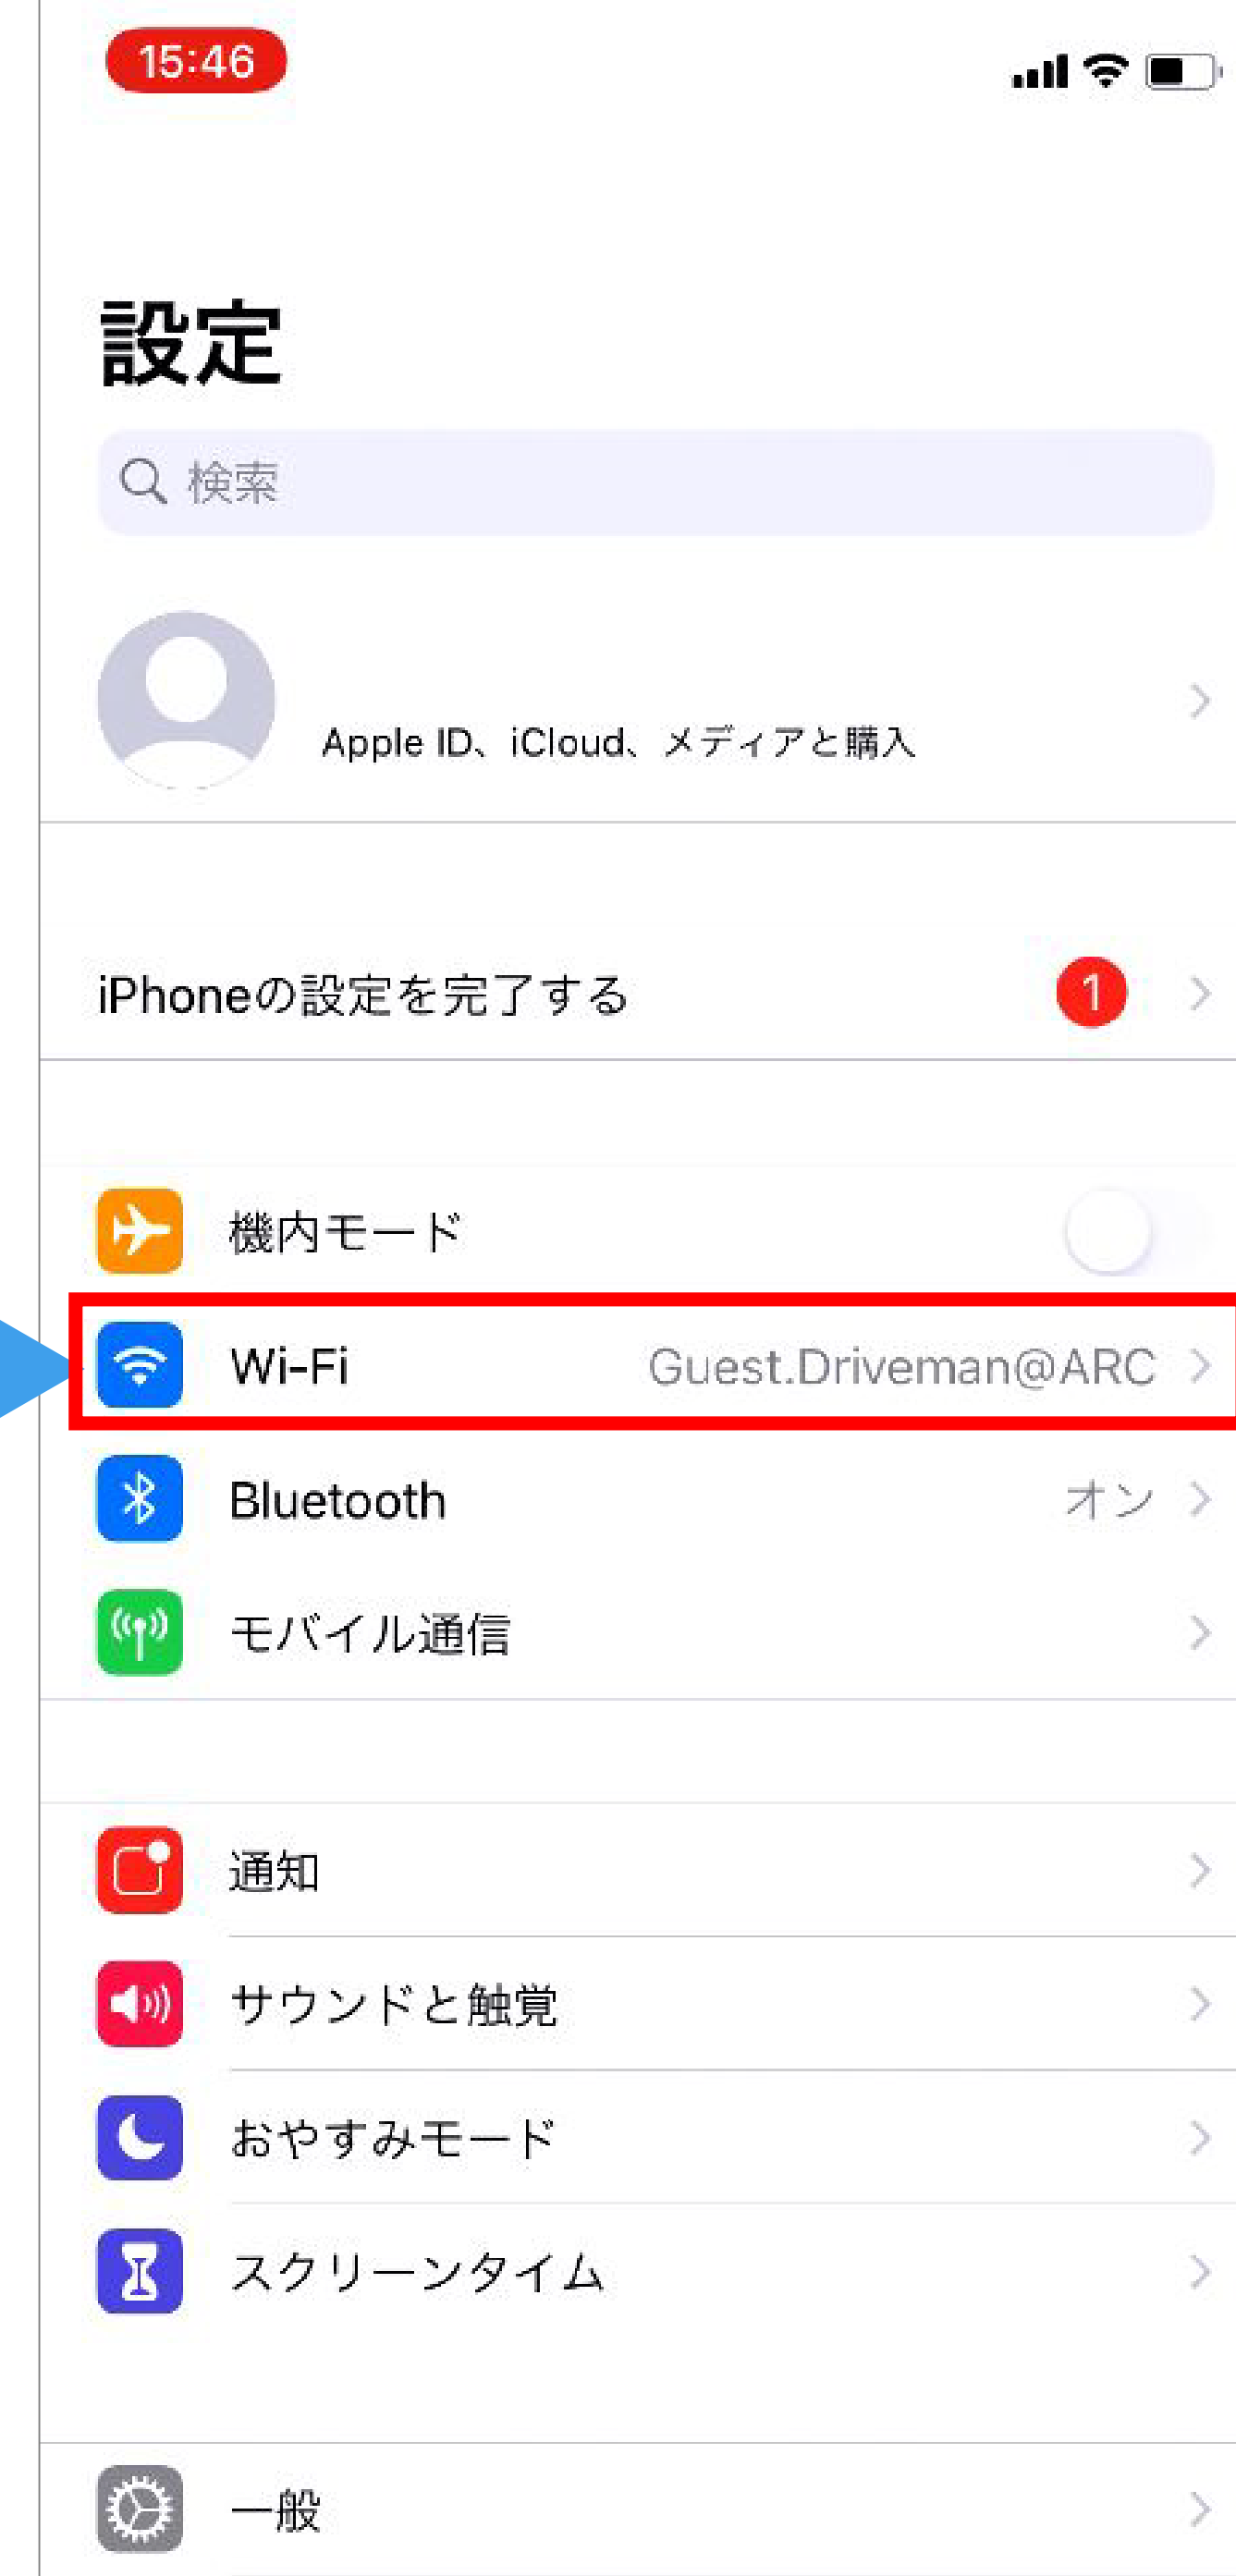 15:46
設定
検索
Apple ID、iCloud、メディアと購入
iPhoneの設定を完了する 1
機内モード
Wi-Fi Guest.Driveman@ARC
Bluetooth オン
モバイル通信
通知
サウンドと触覚
おやすみモード
スクリーンタイム
一般